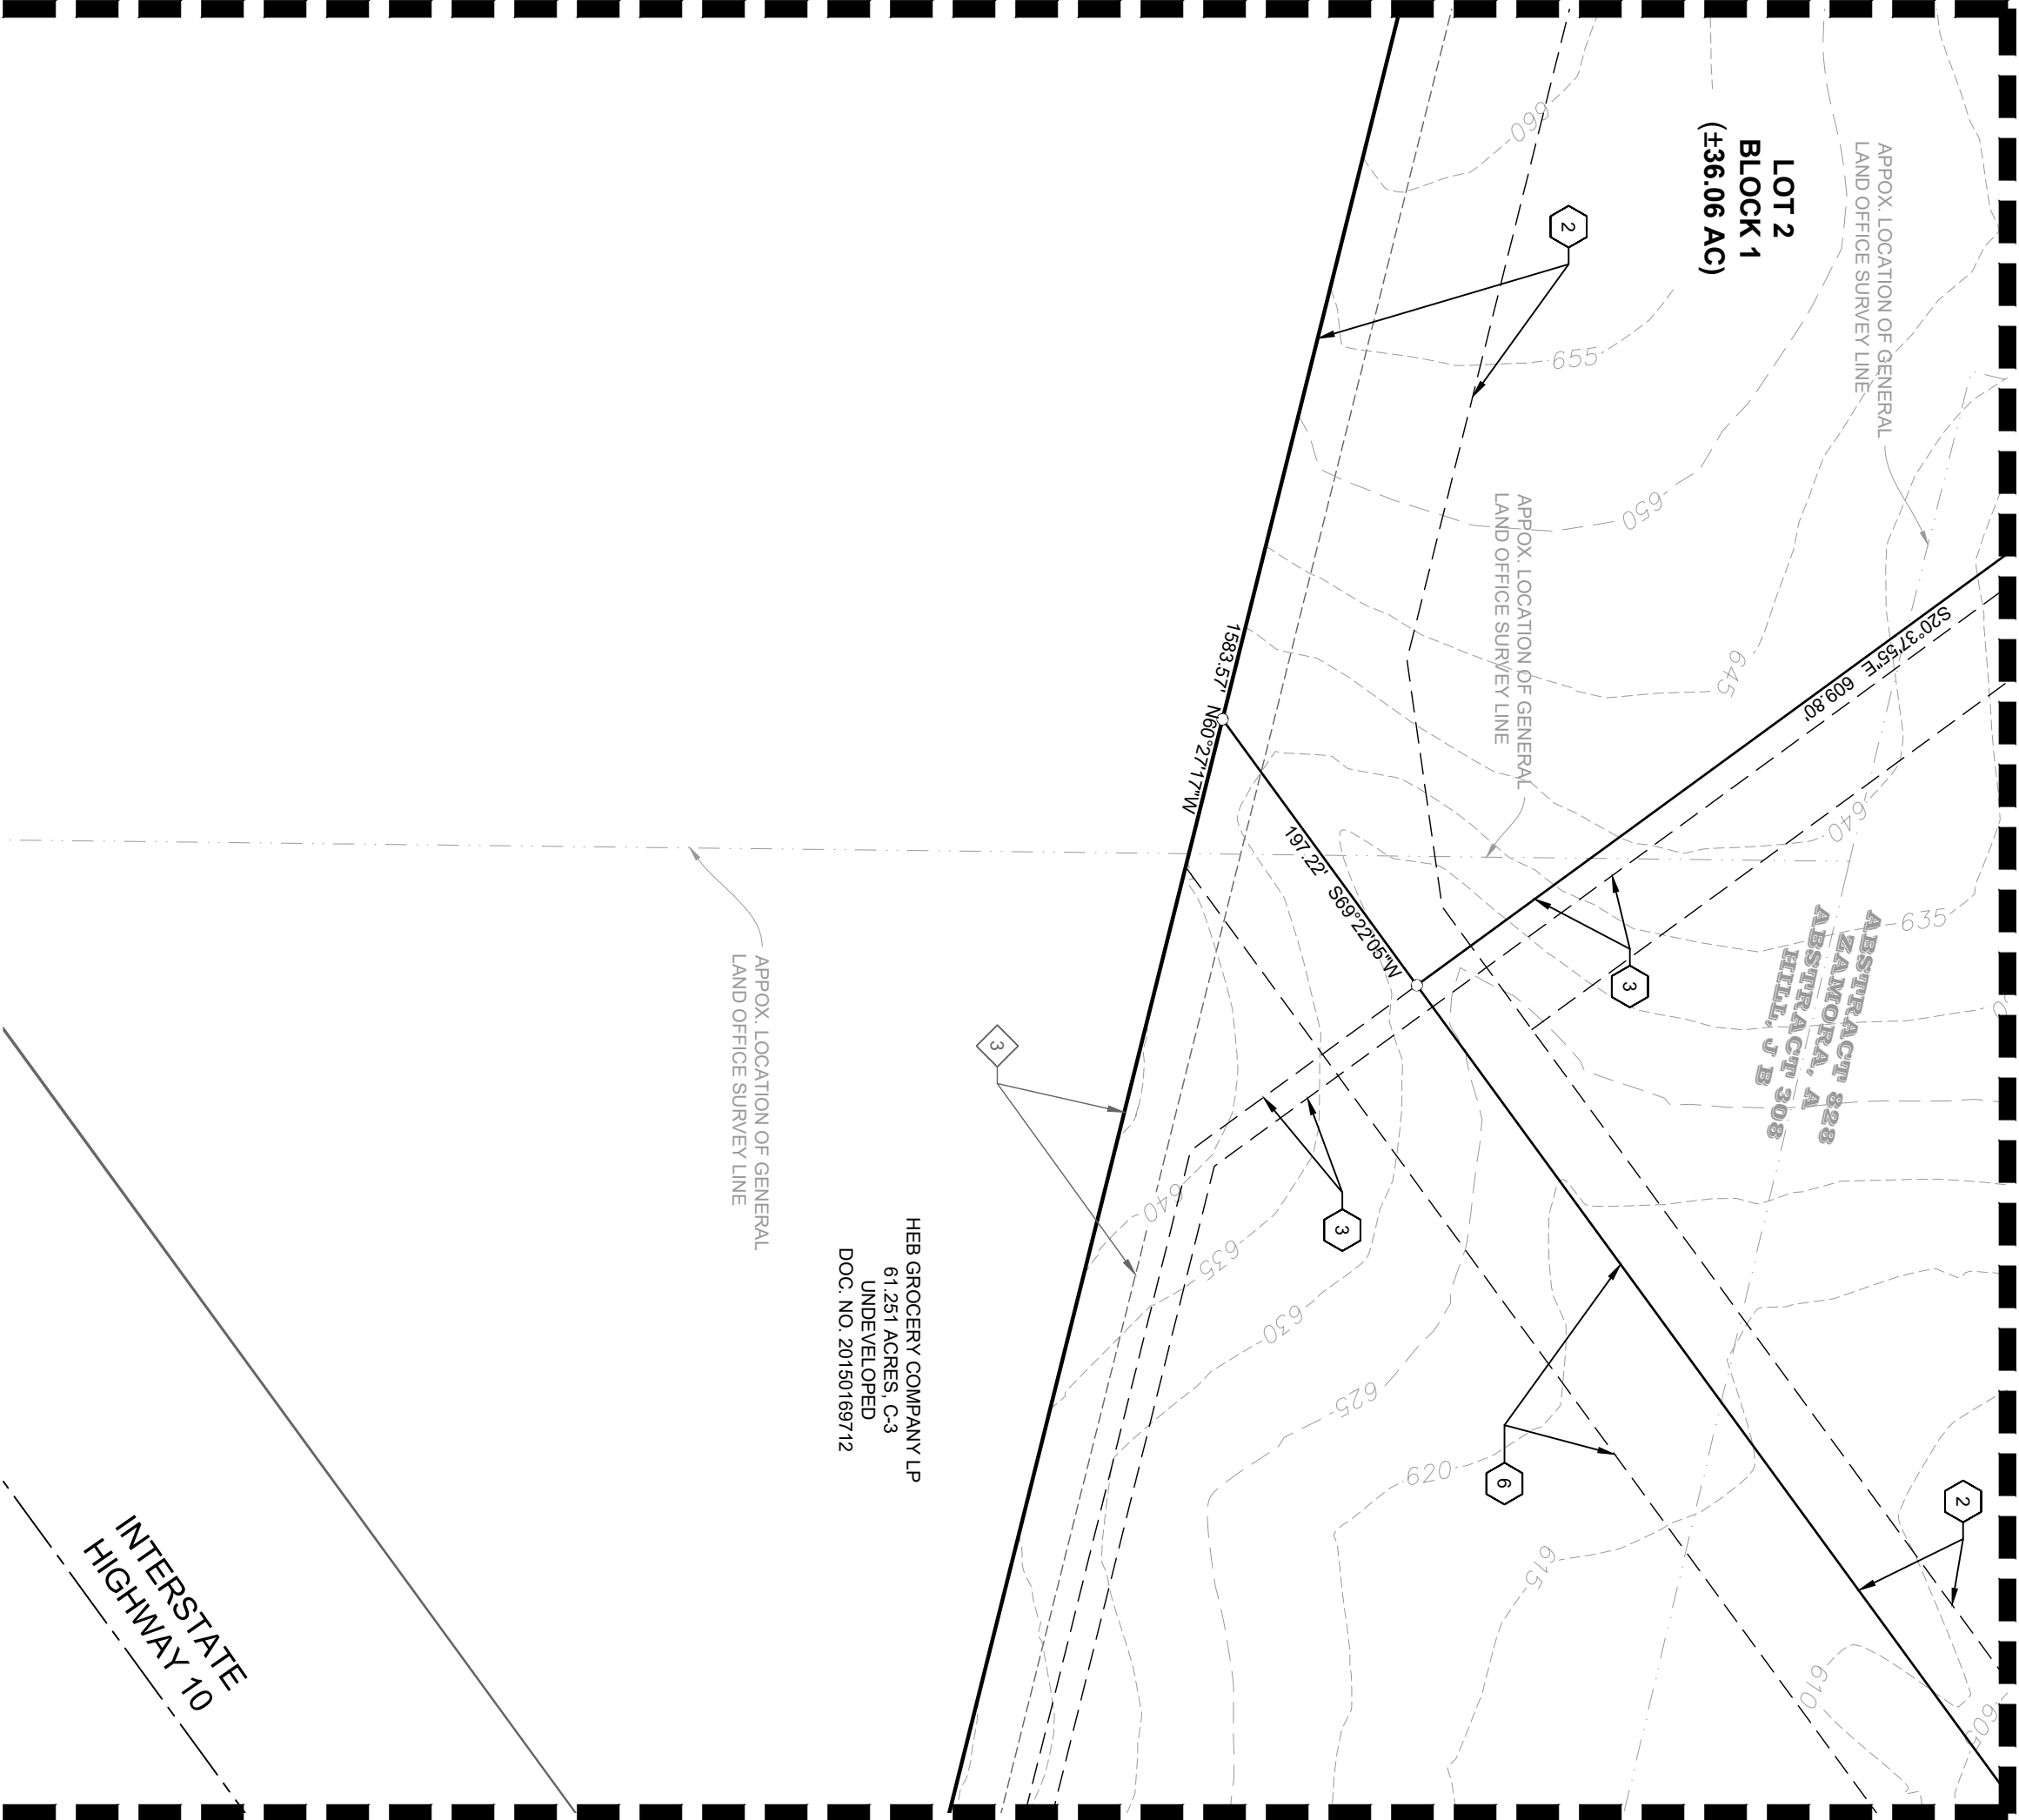 LOT 2
BLOCK 1
(±36.06 AC)
APPOX. LOCATION OF GENERAL
LAND OFFICE SURVEY LINE
660
2
655
650
APPOX. LOCATION OF GENERAL
LAND OFFICE SURVEY LINE
645
S20°37'55"E 609.80'
640
635
1583.57' N60°27'17"W
197.22' S69°22'05"W
3
ABSTRACT 828
ZAMORA, A
ABSTRACT 308
HILL, J B
APPOX. LOCATION OF GENERAL
LAND OFFICE SURVEY LINE
3
3
640
635
630
625
620
615
610
605
6
2
HEB GROCERY COMPANY LP
61.251 ACRES, C-3
UNDEVELOPED
DOC. NO. 20150169712
INTERSTATE
HIGHWAY 10